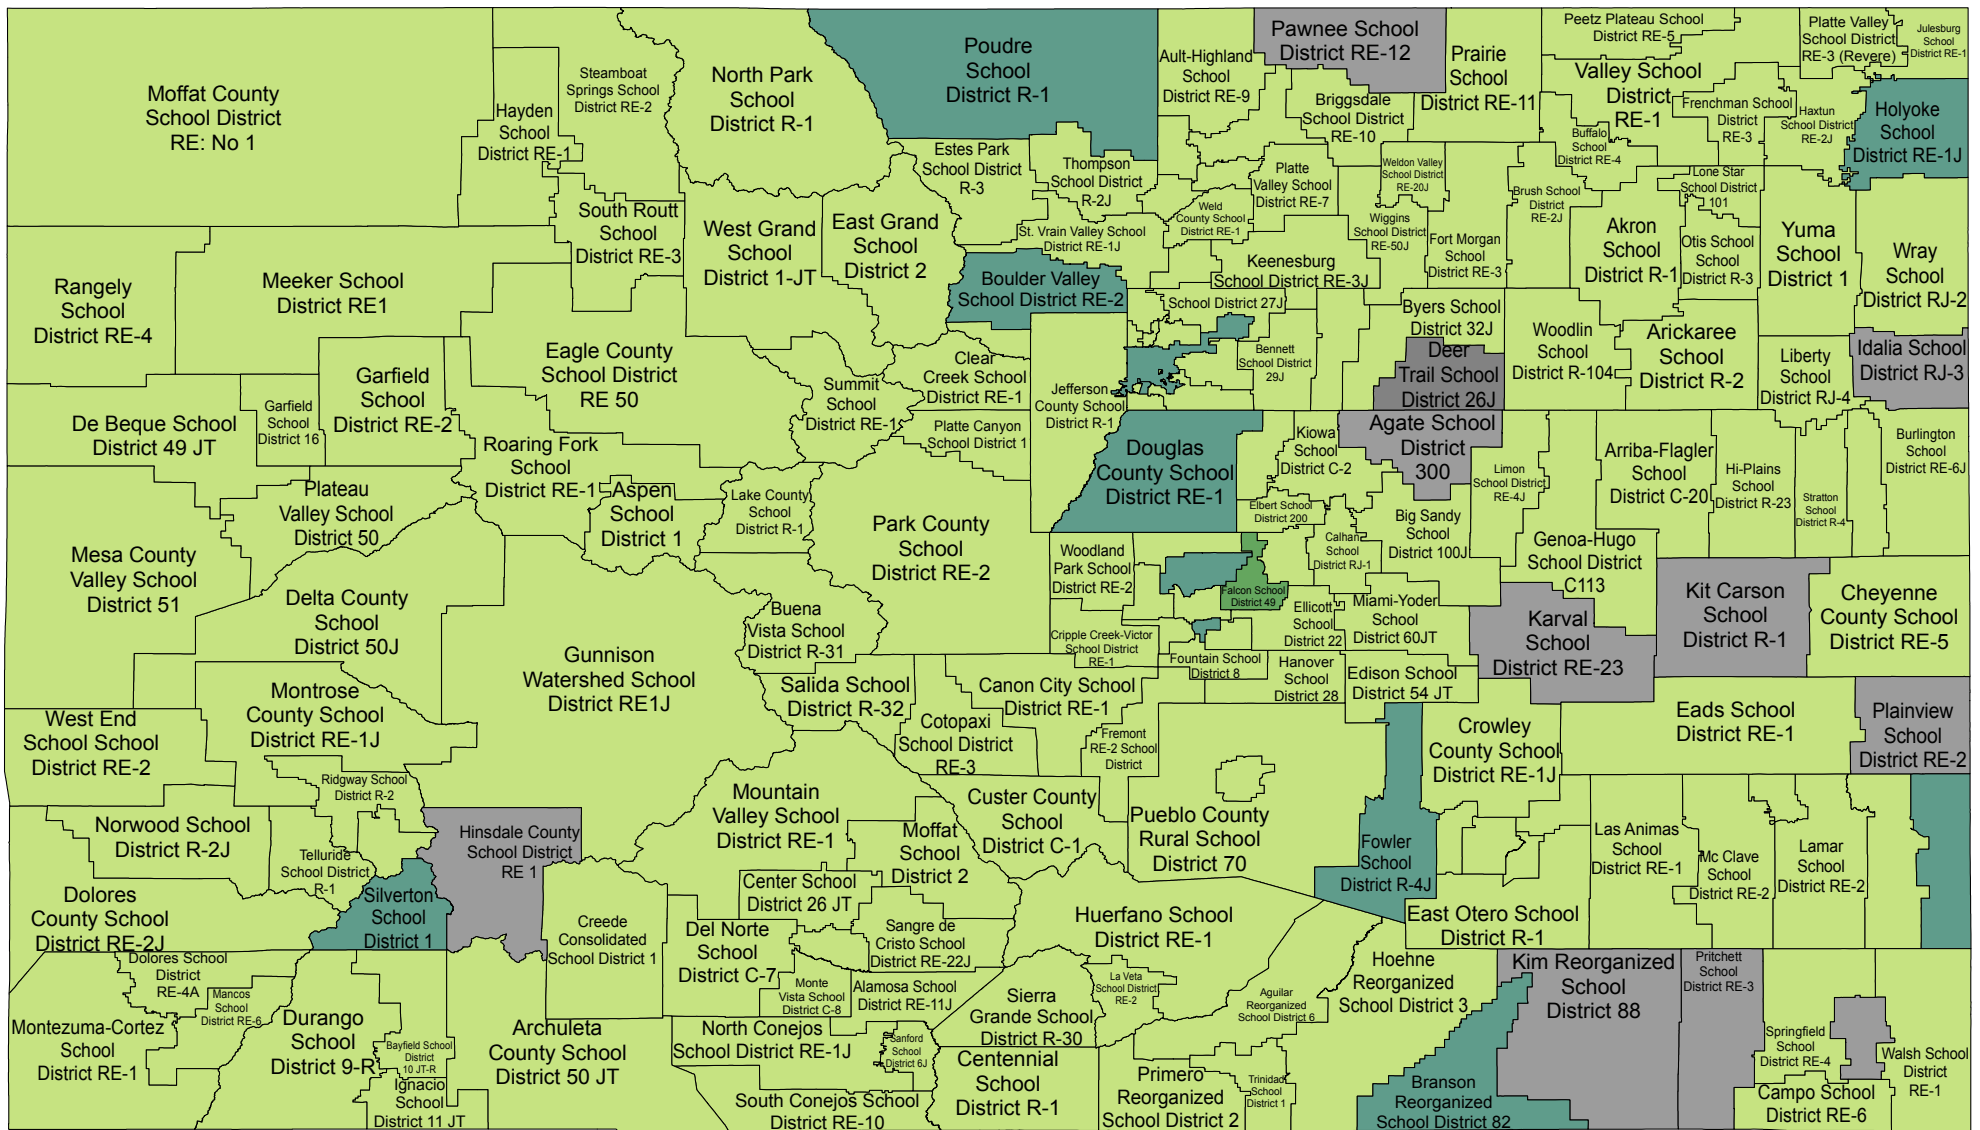 Moffat County
School District
RE: No 1
Hayden
School
District RE-1
Steamboat
Springs School
District RE-2
North Park
School
District R-1
Poudre
School
District R-1
Ault-Highland
School
District RE-9
Pawnee School
District RE-12
Briggsdale
School District
RE-10
Prairie
School
District RE-11
Peetz Plateau School
District RE-5
Valley School
District
RE-1
Platte Valley
School District
RE-3 (Revere)
Julesburg
School
District RE-1
Frenchman School
District
RE-3
Haxtun
School District
RE-2J
Holyoke
School
District RE-1J
Buffalo
School
District RE-4
Estes Park
School District
R-3
Thompson
School District
R-2J
Platte
Valley School
District RE-7
Weldon Valley
School District
RE-20J
Brush School
District
RE-2J
Lone Star
School District
101
South Routt
School
District RE-3
West Grand
School
District 1-JT
East Grand
School
District 2
St. Vrain Valley School
District RE-1J
Weld
County School
District RE-1
Wiggins
School District
RE-50J
Fort Morgan
School
District RE-3
Akron
School
District R-1
Otis School
District
R-3
Yuma
School
District 1
Wray
School
District RJ-2
Rangely
School
District RE-4
Meeker School
District RE1
Boulder Valley
School District RE-2
Keenesburg
School District RE-3J
School District 27J
Byers School
District 32J
Woodlin
School
District R-104
Arickaree
School
District R-2
Liberty
School
District RJ-4
Idalia School
District RJ-3
De Beque School
District 49 JT
Garfield
School
District 16
Garfield
School
District RE-2
Eagle County
School District
RE 50
Summit
School
District RE-1
Clear
Creek School
District RE-1
Jefferson
County School
District R-1
Bennett
School District
29J
Deer
Trail School
District 26J
Roaring Fork
School
District RE-1
Platte Canyon
School District 1
Douglas
County School
District RE-1
Kiowa
School
District C-2
Agate School
District
300
Limon
School District
RE-4J
Arriba-Flagler
School
District C-20
Hi-Plains
School
District R-23
Stratton
School
District R-4
Burlington
School
District RE-6J
Plateau
Valley School
District 50
Aspen
School
District 1
Lake County
School
District R-1
Park County
School
District RE-2
Elbert School
District 200
Calhan
School
District RJ-1
Big Sandy
School
District 100J
Genoa-Hugo
School District
C113
Mesa County
Valley School
District 51
Delta County
School
District 50J
Gunnison
Watershed School
District RE1J
Buena
Vista School
District R-31
Woodland
Park School
District RE-2
Falcon School
District 49
Ellicott
School
District 22
Miami-Yoder
School
District 60JT
Karval
School
District RE-23
Kit Carson
School
District R-1
Cheyenne
County School
District RE-5
Cripple Creek-Victor
School District
RE-1
Fountain School
District 8
Hanover
School
District 28
Edison School
District 54 JT
Montrose
County School
District RE-1J
Salida School
District R-32
Canon City School
District RE-1
Cotopaxi
School District
RE-3
Fremont
RE-2 School
District
West End
School School
District RE-2
Ridgway School
District R-2
Crowley
County School
District RE-1J
Eads School
District RE-1
Plainview
School
District RE-2
Norwood School
District R-2J
Telluride
School District
R-1
Hinsdale County
School District
RE 1
Mountain
Valley School
District RE-1
Moffat
School
District 2
Custer County
School
District C-1
Pueblo County
Rural School
District 70
Fowler
School
District R-4J
Las Animas
School
District RE-1
Mc Clave
School
District RE-2
Lamar
School
District RE-2
Dolores
County School
District RE-2J
Silverton
School
District 1
Creede
Consolidated
School District 1
Center School
District 26 JT
Del Norte
School
District C-7
Sangre de
Cristo School
District RE-22J
Huerfano School
District RE-1
East Otero School
District R-1
Dolores School
District
RE-4A
Mancos
School
District RE-6
Montezuma-Cortez
School
District RE-1
Durango
School
District 9-R
Bayfield School
District
10 JT-R
Ignacio
School
District 11 JT
Archuleta
County School
District 50 JT
Monte
Vista School
District C-8
Alamosa School
District RE-11J
North Conejos
School District RE-1J
Sanford
School
District 6J
South Conejos School
District RE-10
Sierra
Grande School
District R-30
Centennial
School
District R-1
La Veta
School District
RE-2
Aguilar
Reorganized
School District 6
Hoehne
Reorganized
School District 3
Primero
Reorganized
School District 2
Trinidad
School
District 1
Branson
Reorganized
School District 82
Kim Reorganized
School
District 88
Pritchett
School
District RE-3
Springfield
School
District RE-4
Walsh School
District
RE-1
Campo School
District RE-6